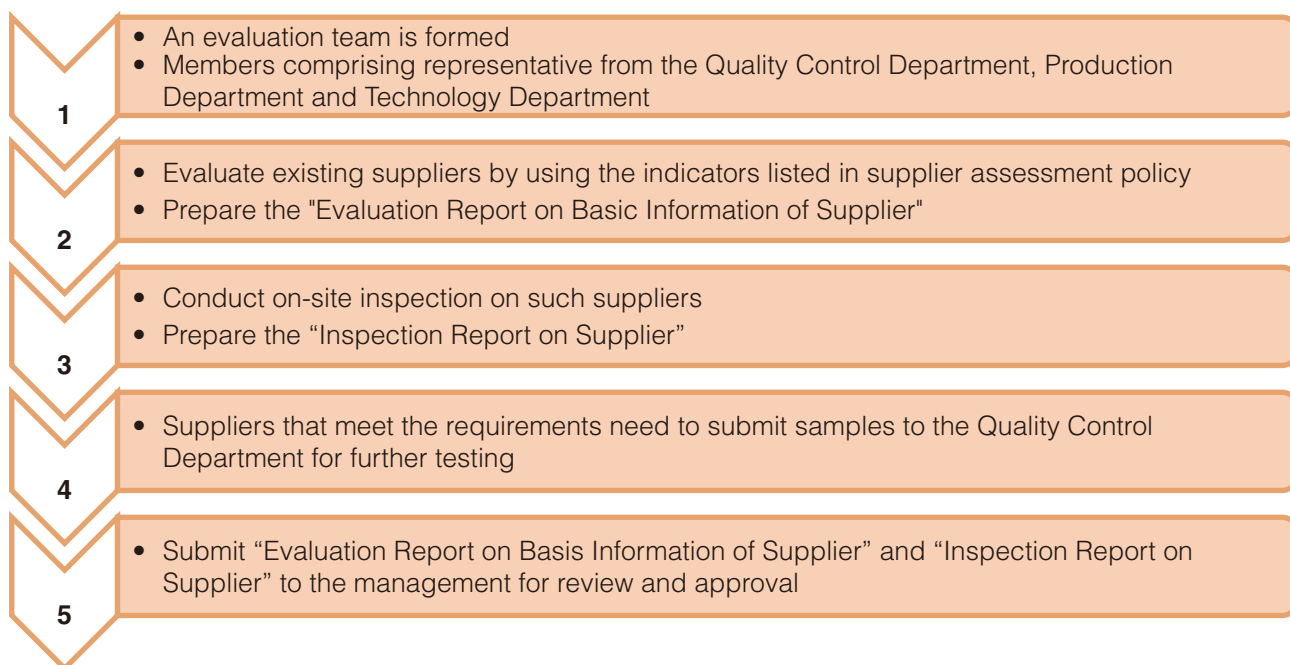 1
• An evaluation team is formed
• Members comprising representative from the Quality Control Department, Production
Department and Technology Department
2
• Evaluate existing suppliers by using the indicators listed in supplier assessment policy
• Prepare the "Evaluation Report on Basic Information of Supplier"
3
• Conduct on-site inspection on such suppliers
• Prepare the “Inspection Report on Supplier”
4
• Suppliers that meet the requirements need to submit samples to the Quality Control
Department for further testing
5
• Submit “Evaluation Report on Basis Information of Supplier” and “Inspection Report on
Supplier” to the management for review and approval